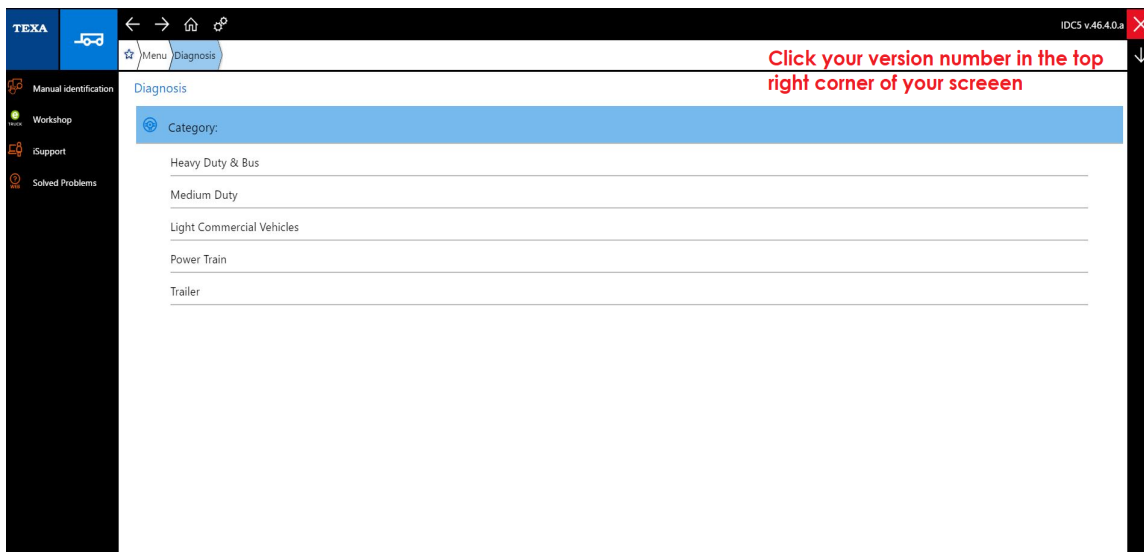 TEXA
IDC5 v.46.4.0.a
Menu
Diagnosis
Click your version number in the top
right corner of your screeen
Manual identification
Diagnosis
TRUCK
Workshop
Category:
iSupport
Heavy Duty & Bus
WEB
Solved Problems
Medium Duty
Light Commercial Vehicles
Power Train
Trailer